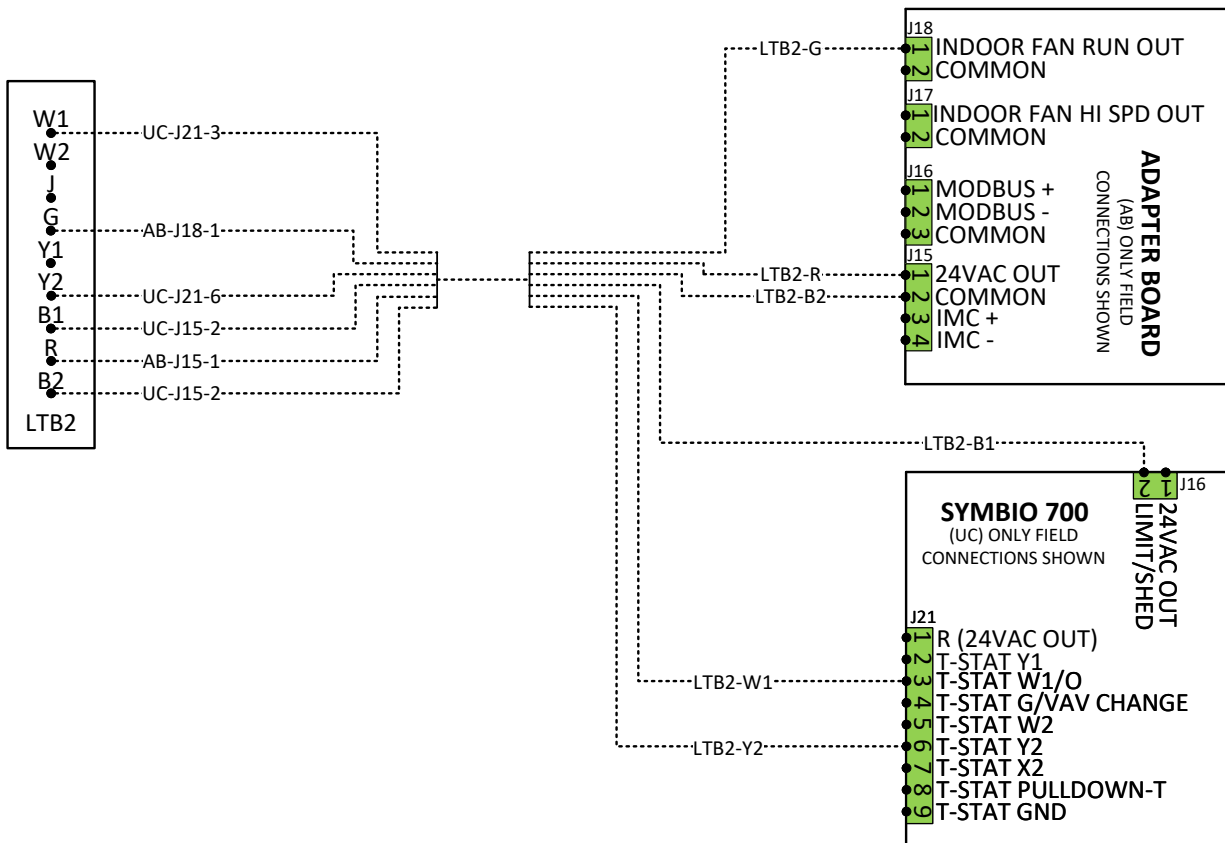 W1
W2
J
G
Y1
Y2
B1
R
B2
LTB2
UC-J21-3
AB-J18-1
UC-J21-6
UC-J15-2
AB-J15-1
UC-J15-2
LTB2-G
LTB2-R
LTB2-B2
LTB2-B1
LTB2-W1
LTB2-Y2
J18
1 INDOOR FAN RUN OUT
2 COMMON
J17
1 INDOOR FAN HI SPD OUT
2 COMMON
J16
1 MODBUS +
2 MODBUS -
3 COMMON
J15
1 24VAC OUT
2 COMMON
3 IMC +
4 IMC -
ADAPTER BOARD
(AB) ONLY FIELD
CONNECTIONS SHOWN
J16
1 24VAC OUT
2 LIMIT/SHED
SYMBIO 700
(UC) ONLY FIELD
CONNECTIONS SHOWN
J21
1 R (24VAC OUT)
2 T-STAT Y1
3 T-STAT W1/O
4 T-STAT G/VAV CHANGE
5 T-STAT W2
6 T-STAT Y2
7 T-STAT X2
8 T-STAT PULLDOWN-T
9 T-STAT GND